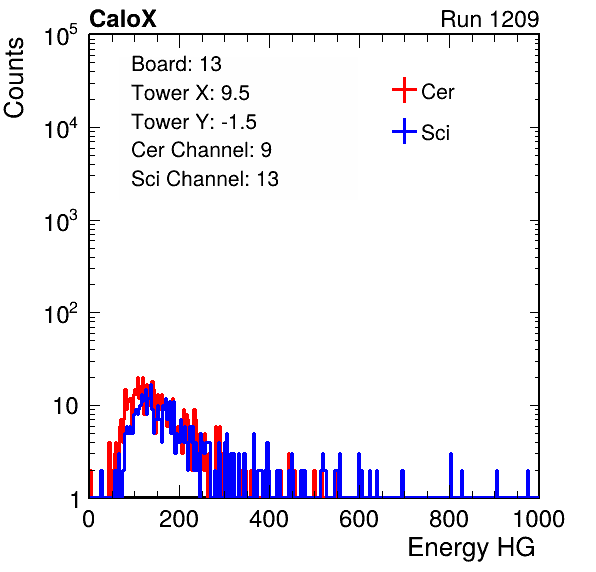 CaloX Run 1209
Counts
10^5
10^4
10^3
10^2
10
1
Board: 13
Tower X: 9.5
Tower Y: -1.5
Cer Channel: 9
Sci Channel: 13
Cer
Sci
0 200 400 600 800 1000
Energy HG